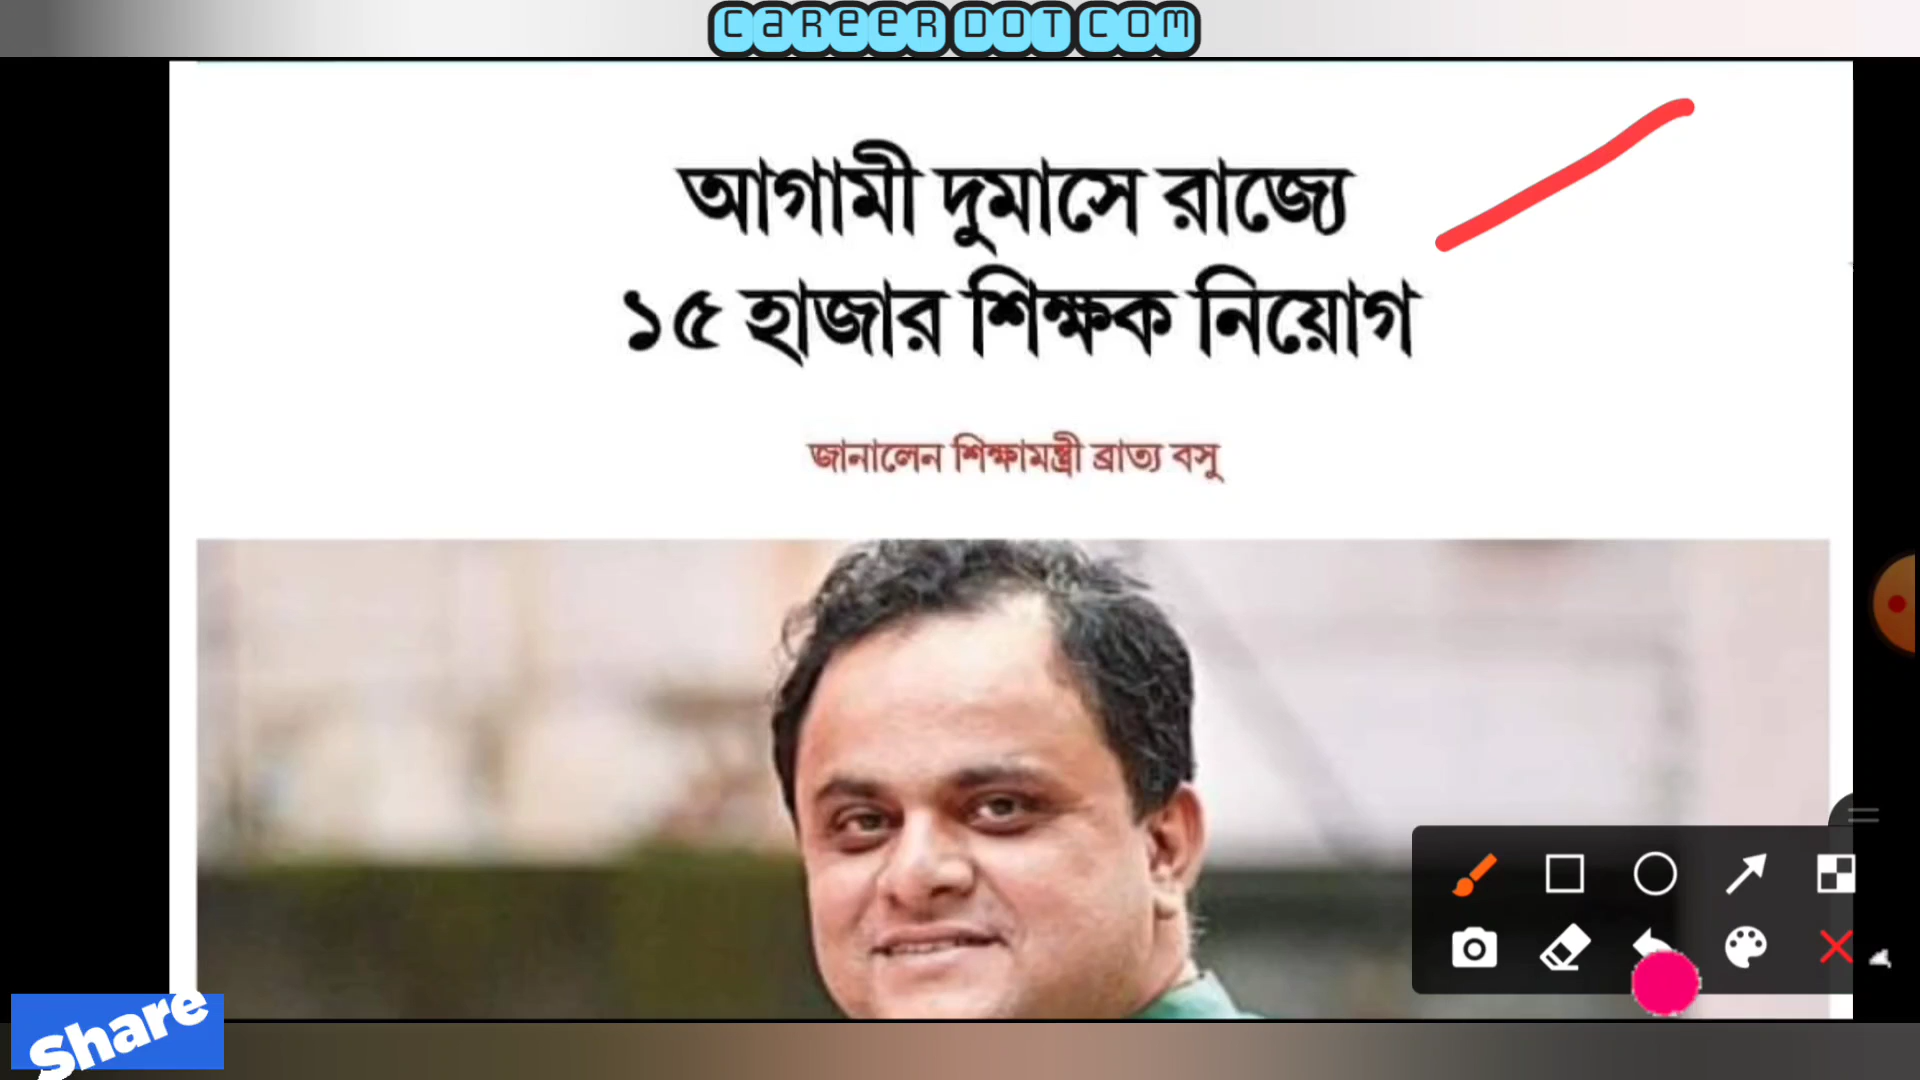 CaReeR DOT COM
আগামী দুমাসে রাজ্যে
১৫ হাজার শিক্ষক নিয়োগ
জানালেন শিক্ষামন্ত্রী ব্রাত্য বসু
Share